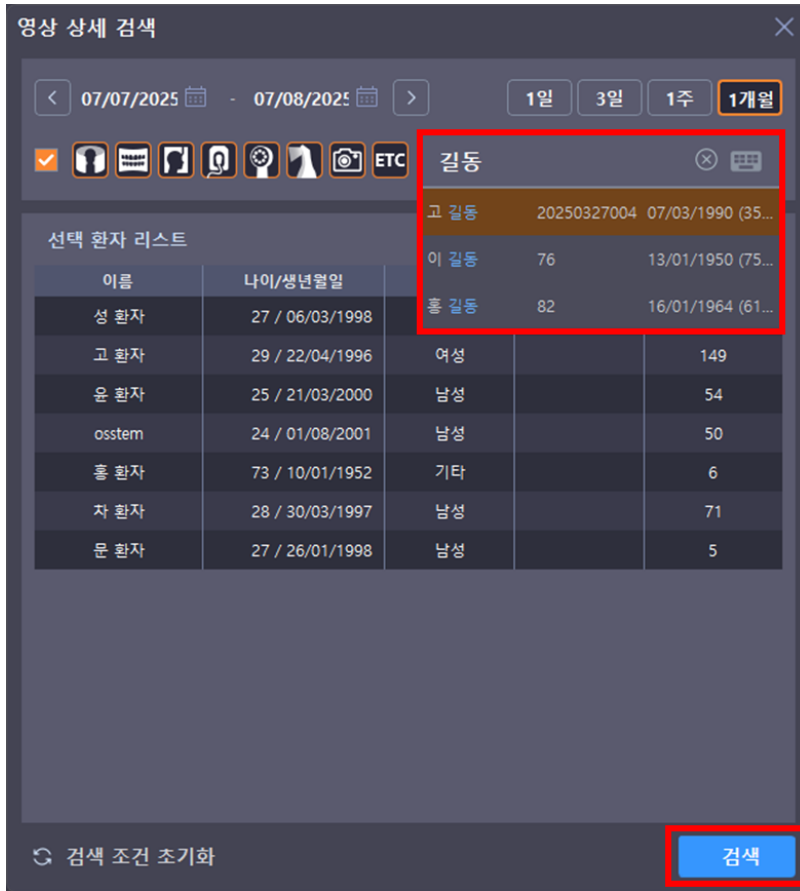 영상 상세 검색
07/07/2025 - 07/08/202 1일 3일 1주 1개월
ETC 길동
고 길동 20250327004 07/03/1990 (35...
이 길동 76 13/01/1950 (75...
홍 길동 82 16/01/1964 (61...
선택 환자 리스트
이름 나이/생년월일
성 환자 27 / 06/03/1998
고 환자 29 / 22/04/1996 여성 149
윤 환자 25 / 21/03/2000 남성 54
osstem 24 / 01/08/2001 남성 50
홍 환자 73 / 10/01/1952 기타 6
차 환자 28 / 30/03/1997 남성 71
문 환자 27 / 26/01/1998 남성 5
검색 조건 초기화 검색